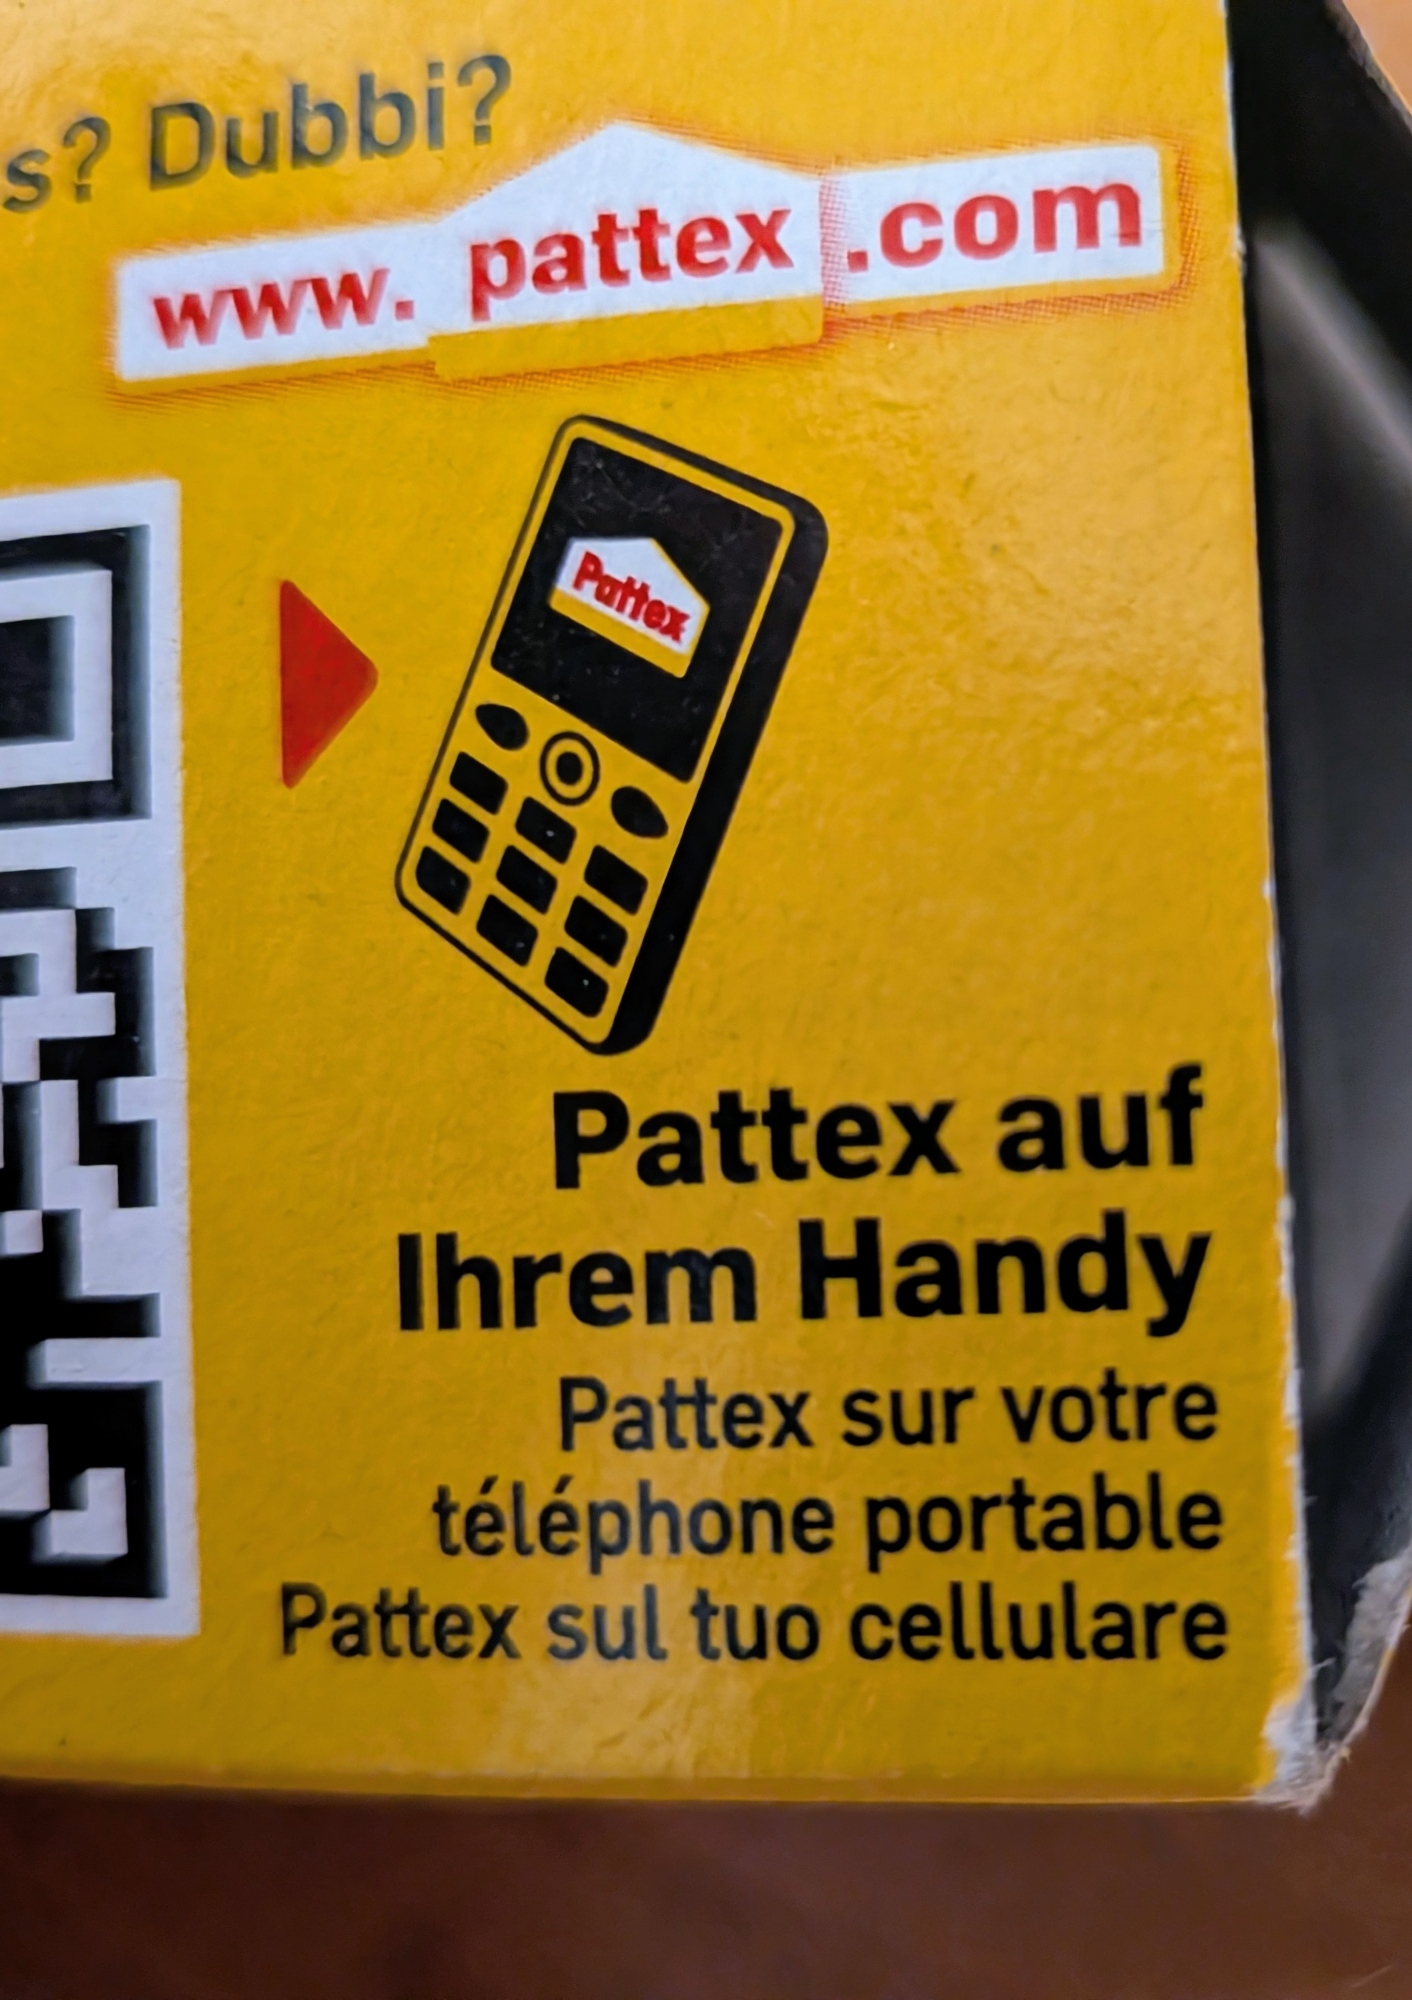 s? Dubbi?
www. pattex .com
Pattex
Pattex auf
Ihrem Handy
Pattex sur votre
téléphone portable
Pattex sul tuo cellulare